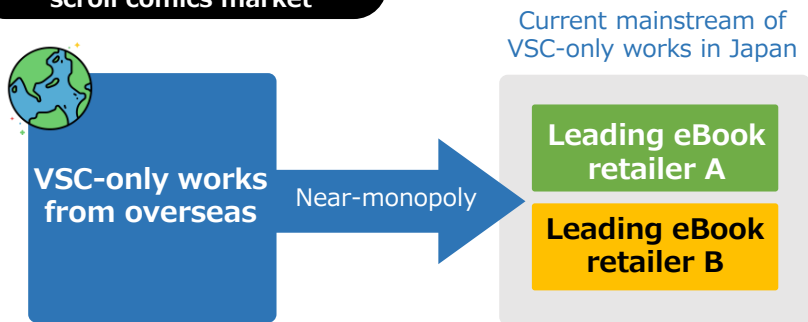 scroll comics market
Current mainstream of
VSC-only works in Japan
VSC-only works
from overseas
Near-monopoly
Leading eBook
retailer A
Leading eBook
retailer B